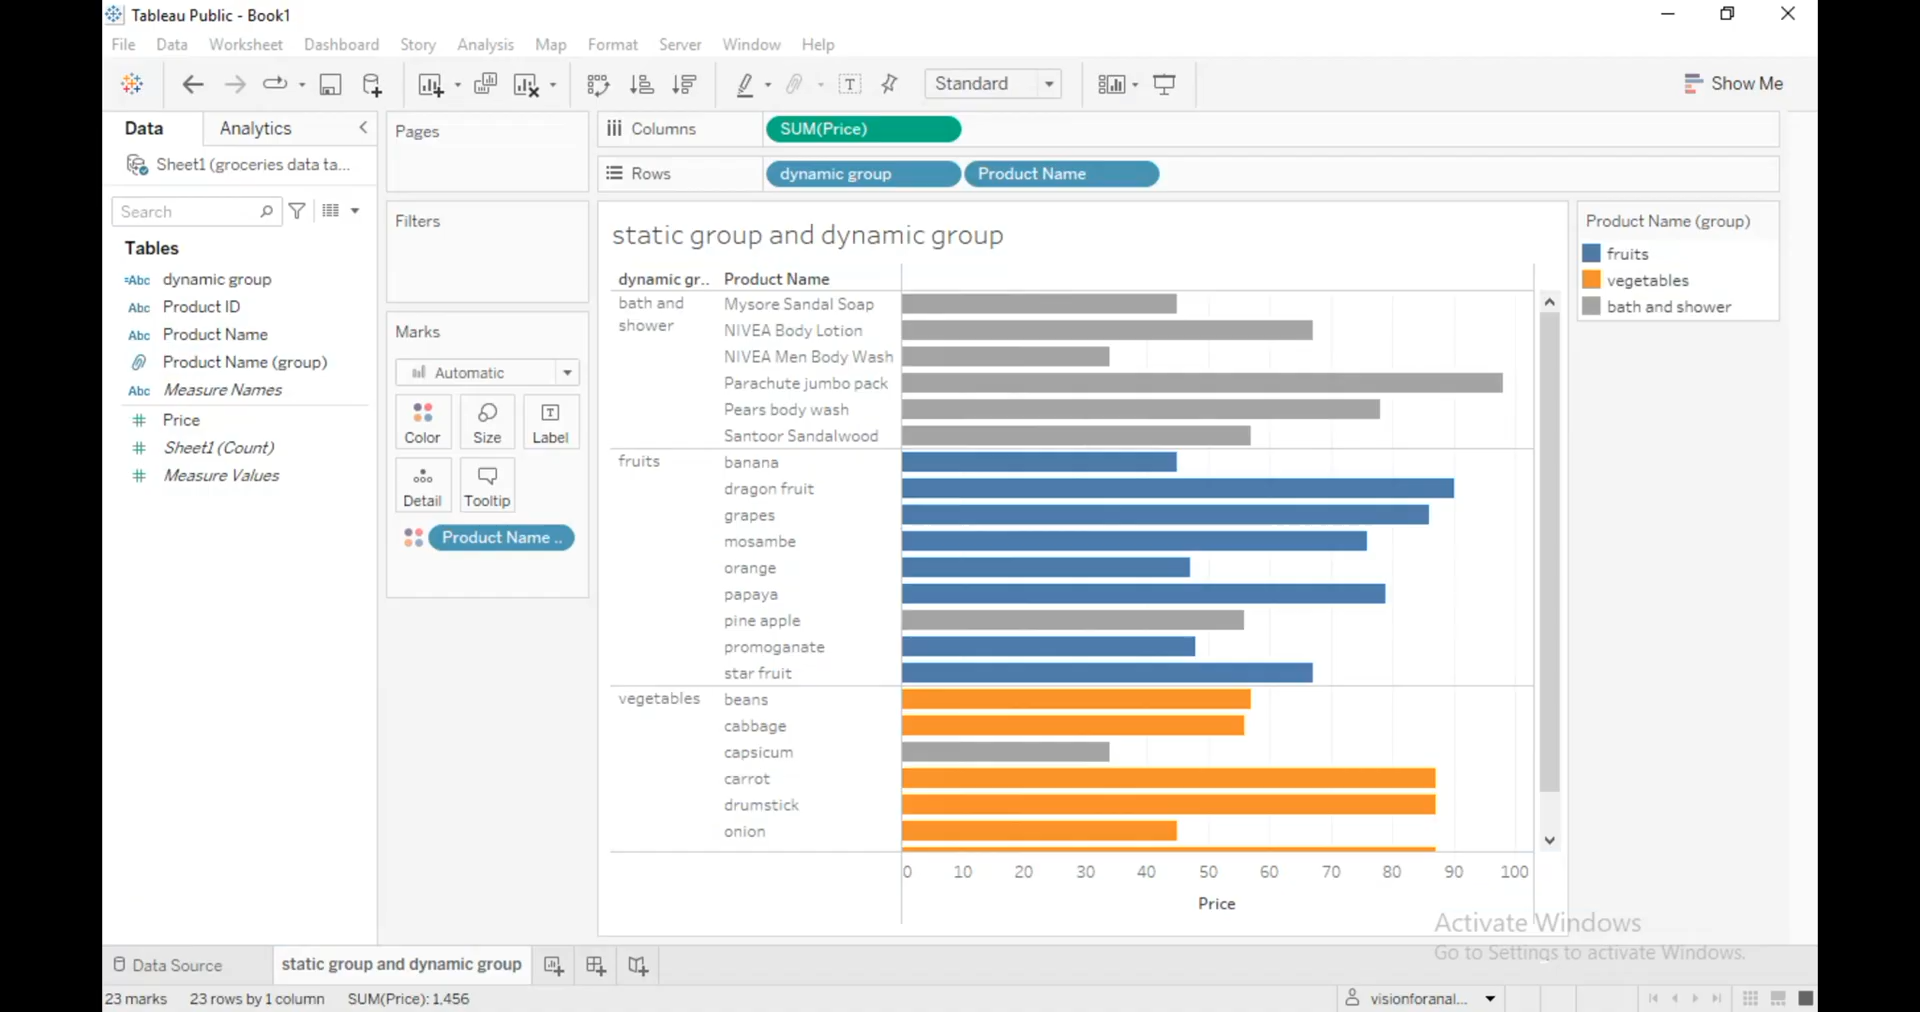 Tableau Public - Book1
File Data Worksheet Dashboard Story Analysis Map Format Server Window Help
Standard
Show Me
Data Analytics
Sheet1 (groceries data ta...
Search
Tables
=Abc dynamic group
Abc Product ID
Abc Product Name
Product Name (group)
Abc Measure Names
# Price
# Sheet1 (Count)
# Measure Values
Pages
Filters
Marks
Automatic
Color Size Label
Detail Tooltip
Product Name ..
Columns SUM(Price)
Rows dynamic group Product Name
static group and dynamic group
dynamic gr.. Product Name
bath and
shower
Mysore Sandal Soap
NIVEA Body Lotion
NIVEA Men Body Wash
Parachute jumbo pack
Pears body wash
Santoor Sandalwood
fruits banana
dragon fruit
grapes
mosambe
orange
papaya
pine apple
promoganate
star fruit
vegetables beans
cabbage
capsicum
carrot
drumstick
onion
0 10 20 30 40 50 60 70 80 90 100
Price
Product Name (group)
fruits
vegetables
bath and shower
Activate Windows
Go to Settings to activate Windows.
Data Source static group and dynamic group
23 marks 23 rows by 1 column SUM(Price): 1,456
visionforanal...